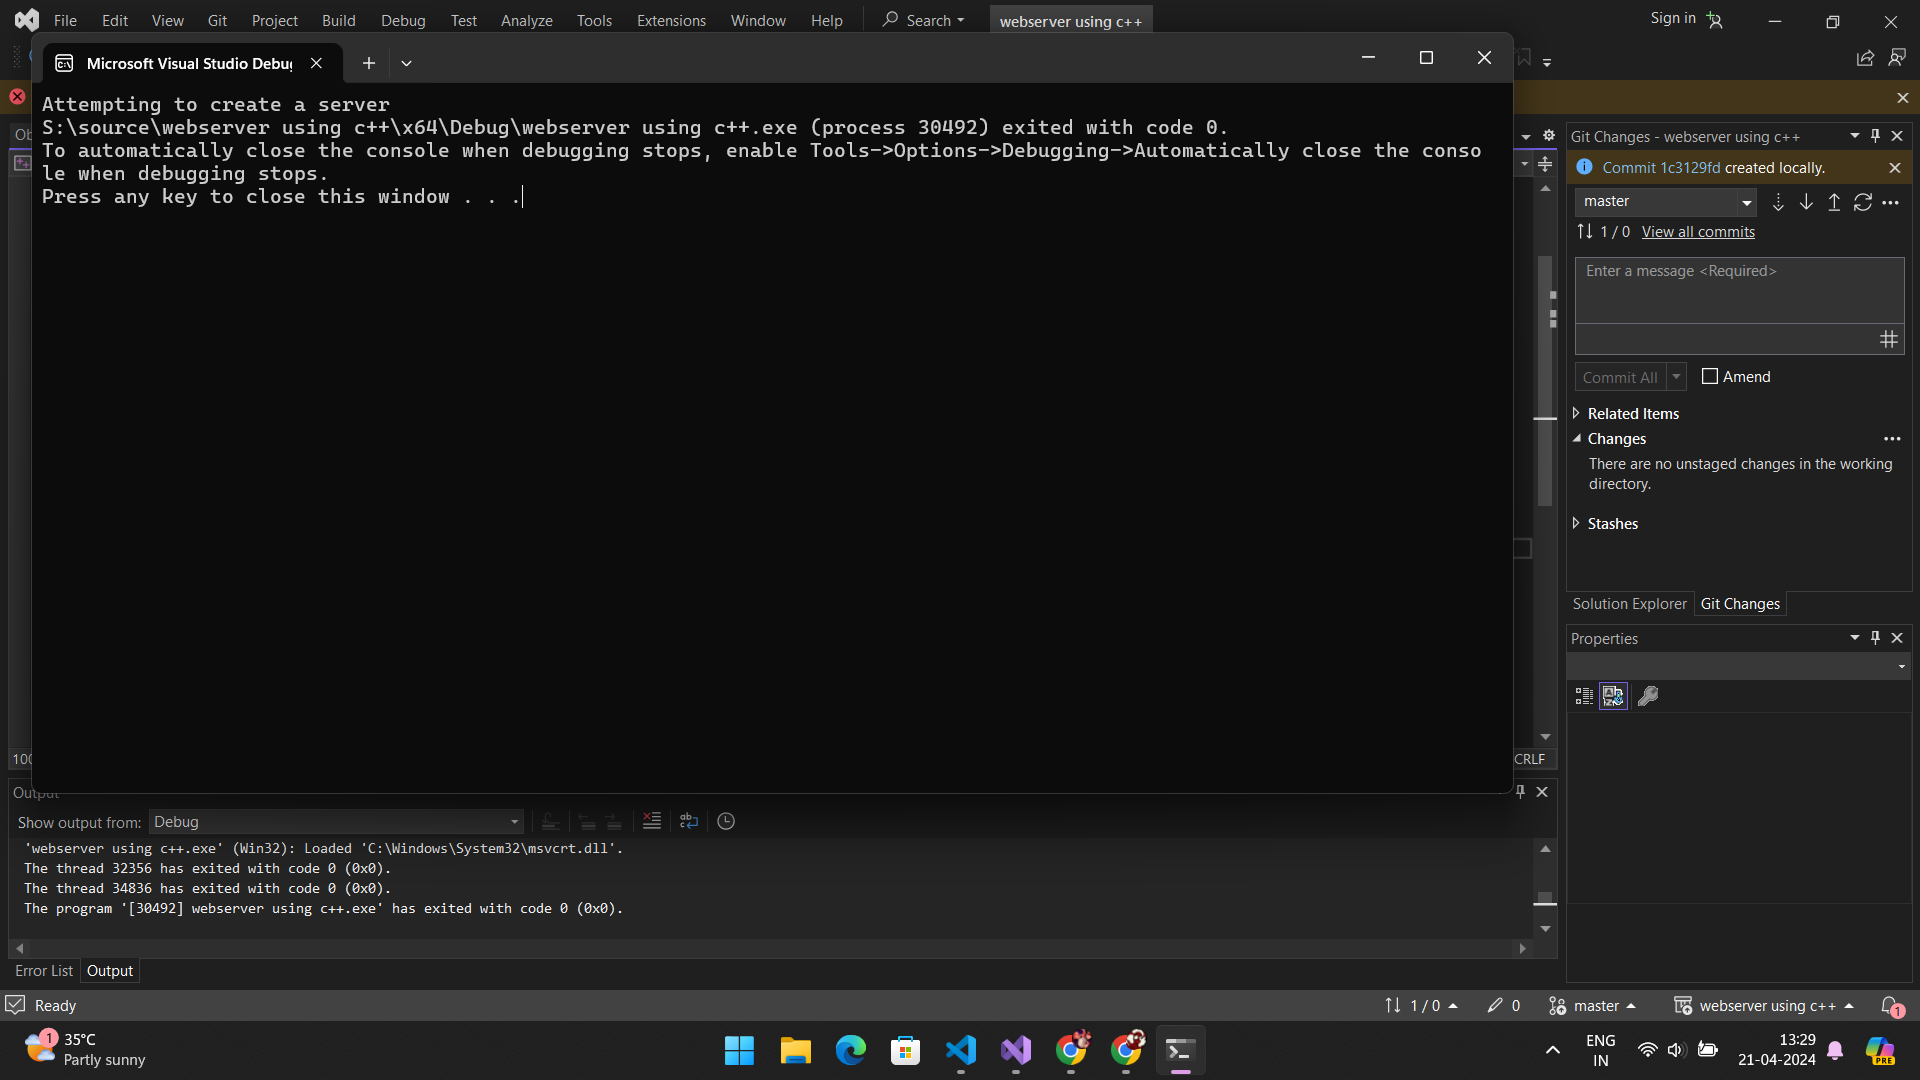 File Edit View Git Project Build Debug Test Analyze Tools Extensions Window Help Search webserver using c++ Sign in
Microsoft Visual Studio Debu
Attempting to create a server
S:\source\webserver using c++\x64\Debug\webserver using c++.exe (process 30492) exited with code 0.
To automatically close the console when debugging stops, enable Tools->Options->Debugging->Automatically close the conso
le when debugging stops.
Press any key to close this window . . .
Ob
100
CRLF
Git Changes - webserver using c++
Commit 1c3129fd created locally.
master
1 / 0 View all commits
Enter a message <Required>
Commit All Amend
Related Items
Changes
There are no unstaged changes in the working
directory.
Stashes
Solution Explorer Git Changes
Properties
Output
Show output from: Debug
'webserver using c++.exe' (Win32): Loaded 'C:\Windows\System32\msvcrt.dll'.
The thread 32356 has exited with code 0 (0x0).
The thread 34836 has exited with code 0 (0x0).
The program '[30492] webserver using c++.exe' has exited with code 0 (0x0).
Error List Output
Ready 1 / 0 0 master webserver using c++ 1
1 35°C
Partly sunny
ENG
IN
13:29
21-04-2024
PRE